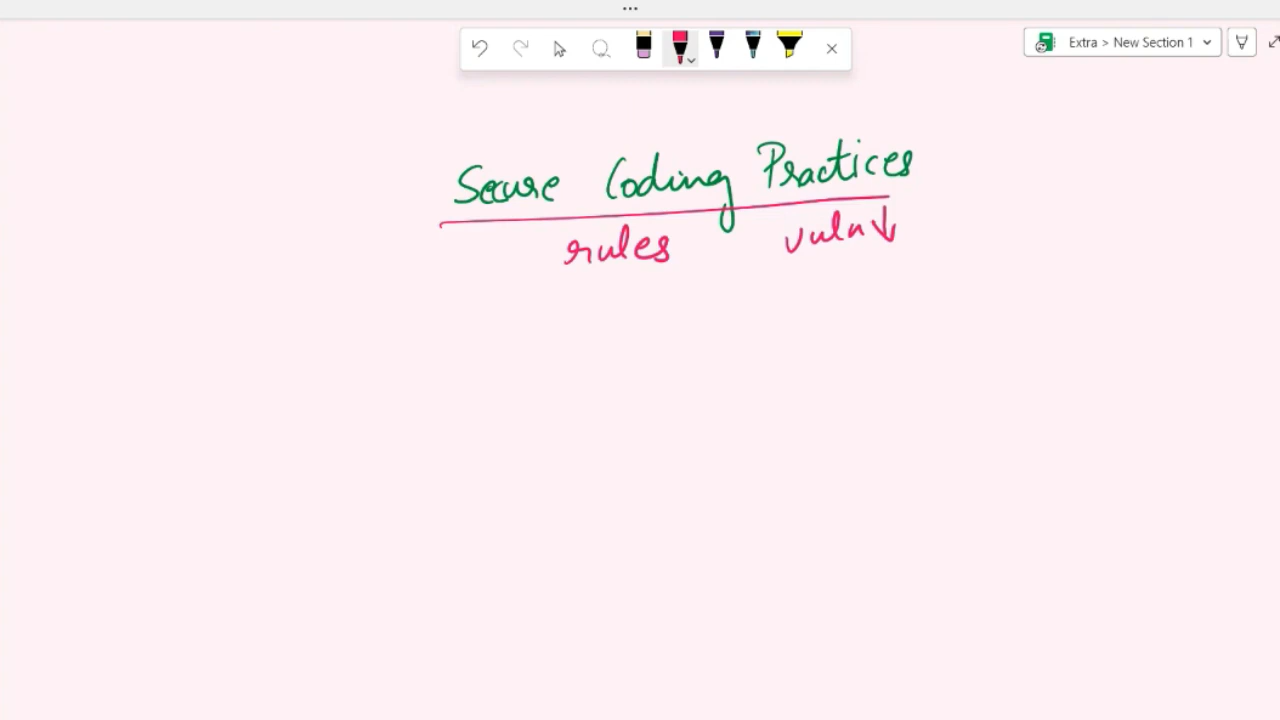 Extra > New Section 1
Secure Coding Practices
rules vuln↓